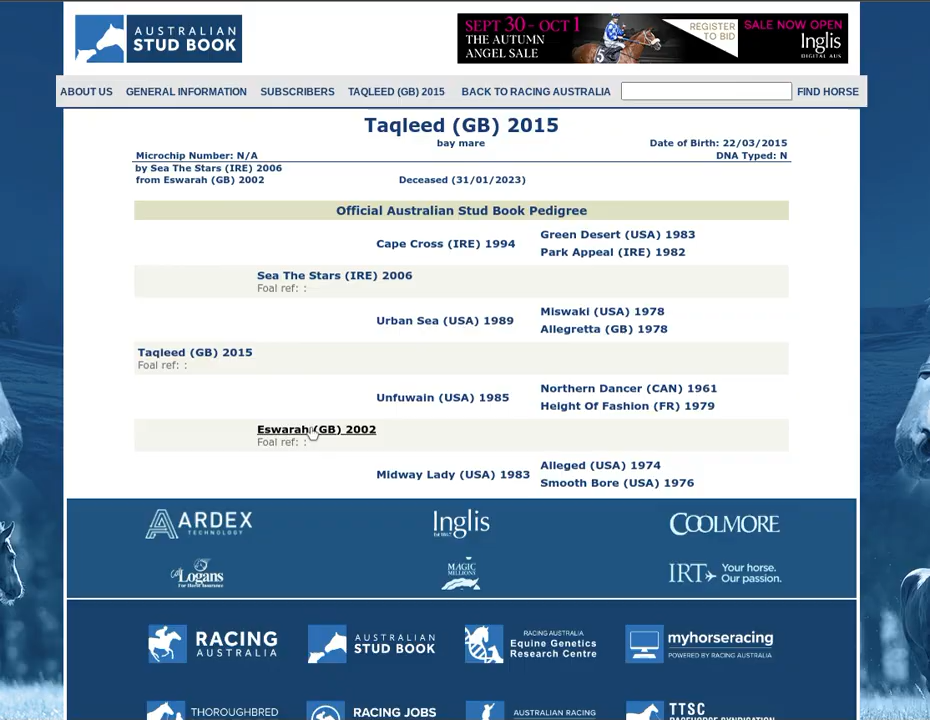 AUSTRALIAN
STUD BOOK
SEPT 30 - OCT 1
THE AUTUMN
ANGEL SALE
5
REGISTER
TO BID
SALE NOW OPEN
Inglis
DIGITAL AUS
ABOUT US
GENERAL INFORMATION
SUBSCRIBERS
TAQLEED (GB) 2015
BACK TO RACING AUSTRALIA
FIND HORSE
Taqleed (GB) 2015
bay mare
Date of Birth: 22/03/2015
Microchip Number: N/A
DNA Typed: N
by Sea The Stars (IRE) 2006
from Eswarah (GB) 2002
Deceased (31/01/2023)
Official Australian Stud Book Pedigree
Green Desert (USA) 1983
Cape Cross (IRE) 1994
Park Appeal (IRE) 1982
Sea The Stars (IRE) 2006
Foal ref: :
Miswaki (USA) 1978
Urban Sea (USA) 1989
Allegretta (GB) 1978
Taqleed (GB) 2015
Foal ref: :
Northern Dancer (CAN) 1961
Unfuwain (USA) 1985
Height Of Fashion (FR) 1979
Eswarah (GB) 2002
Foal ref: :
Alleged (USA) 1974
Midway Lady (USA) 1983
Smooth Bore (USA) 1976
ARDEX
TECHNOLOGY
Inglis
COOLMORE
Logans
MAGIC
MILLIONS
IRT
Your horse.
Our passion.
RACING
AUSTRALIA
AUSTRALIAN
STUD BOOK
RACING AUSTRALIA
Equine Genetics
Research Centre
myhorseracing
POWERED BY RACING AUSTRALIA
THOROUGHBRED
RACING JOBS
AUSTRALIAN RACING
TTSC